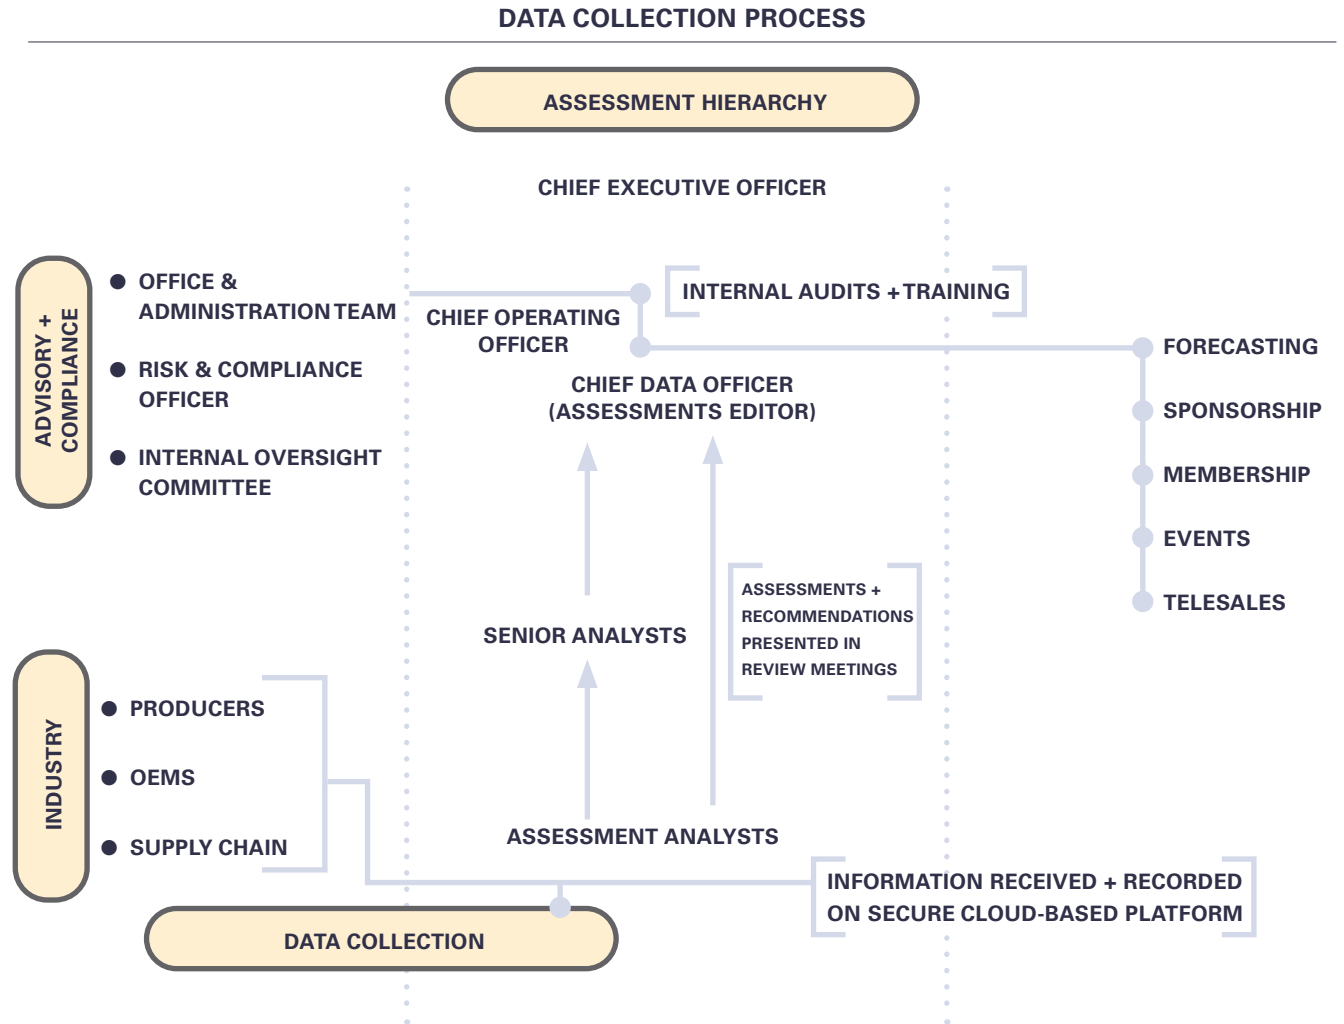 DATA COLLECTION PROCESS
ASSESSMENT HIERARCHY
CHIEF EXECUTIVE OFFICER
ADVISORY +
COMPLIANCE
OFFICE &
ADMINISTRATION TEAM
RISK & COMPLIANCE
OFFICER
INTERNAL OVERSIGHT
COMMITTEE
CHIEF OPERATING
OFFICER
INTERNAL AUDITS + TRAINING
CHIEF DATA OFFICER
(ASSESSMENTS EDITOR)
FORECASTING
SPONSORSHIP
MEMBERSHIP
EVENTS
TELESALES
ASSESSMENTS +
RECOMMENDATIONS
PRESENTED IN
REVIEW MEETINGS
SENIOR ANALYSTS
INDUSTRY
PRODUCERS
OEMS
SUPPLY CHAIN
ASSESSMENT ANALYSTS
INFORMATION RECEIVED + RECORDED
ON SECURE CLOUD-BASED PLATFORM
DATA COLLECTION